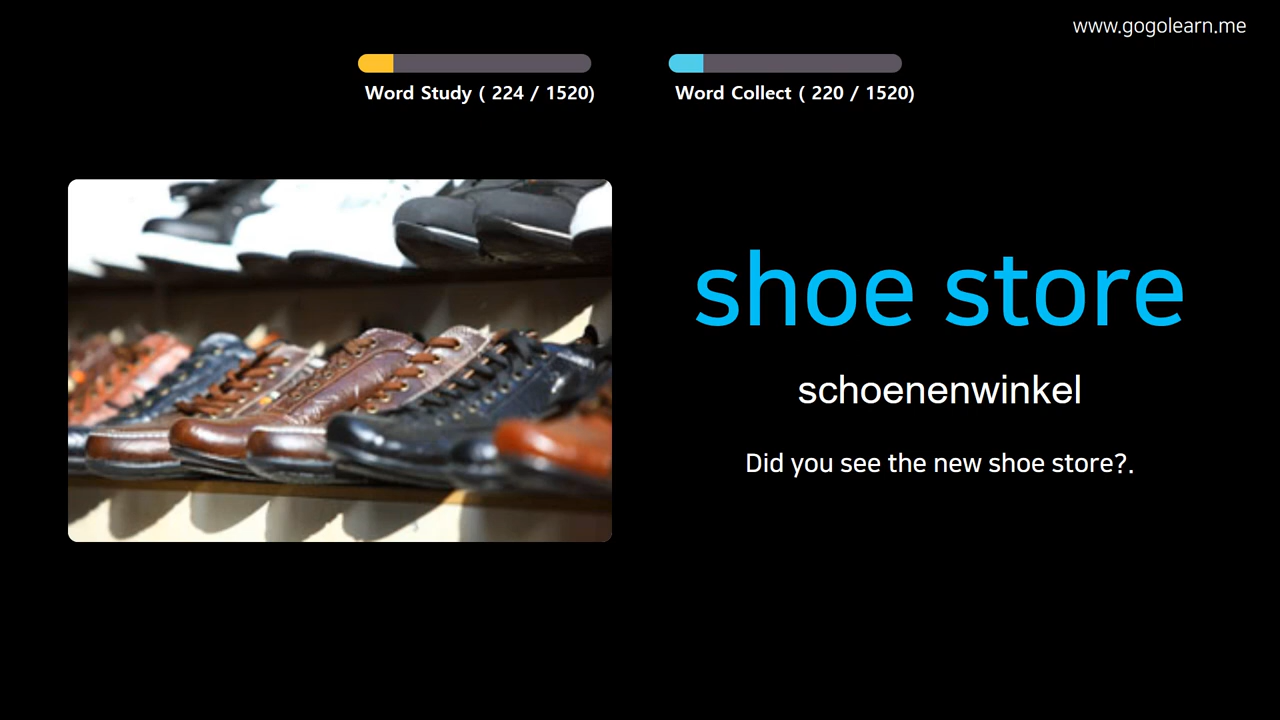 www.gogolearn.me
Word Study ( 224 / 1520)
Word Collect ( 220 / 1520)
shoe store
schoenenwinkel
Did you see the new shoe store?.